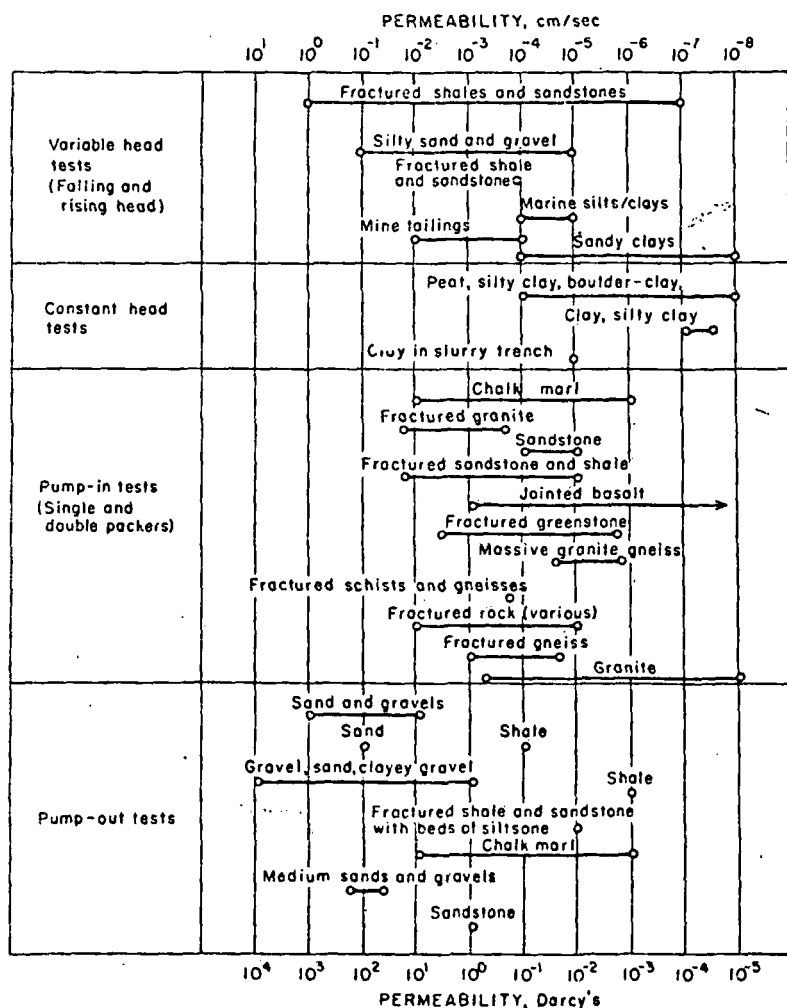 PERMEABILITY, cm/sec
10¹ 10⁰ 10⁻¹ 10⁻² 10⁻³ 10⁻⁴ 10⁻⁵ 10⁻⁶ 10⁻⁷ 10⁻⁸
Variable head
tests
(Falling and
rising head)
Fractured shales and sandstones
Silty sand and gravel
Fractured shale
and sandstone
Marine silts/clays
Mine tailings
Sandy clays
Constant head
tests
Peat, silty clay, boulder-clay,
Clay, silty clay
Clay in slurry trench
Pump-in tests
(Single and
double packers)
Chalk marl
Fractured granite
Sandstone
Fractured sandstone and shale
Jointed basalt
Fractured greenstone
Massive granite gneiss
Fractured schists and gneisses
Fractured rock (various)
Fractured gneiss
Granite
Pump-out tests
Sand and gravels
Sand
Shale
Gravel, sand, clayey gravel
Shale
Fractured shale and sandstone
with beds of siltsone
Chalk marl
Medium sands and gravels
Sandstone
10⁴ 10³ 10² 10¹ 10⁰ 10⁻¹ 10⁻² 10⁻³ 10⁻⁴ 10⁻⁵
PERMEABILITY, Darcy's